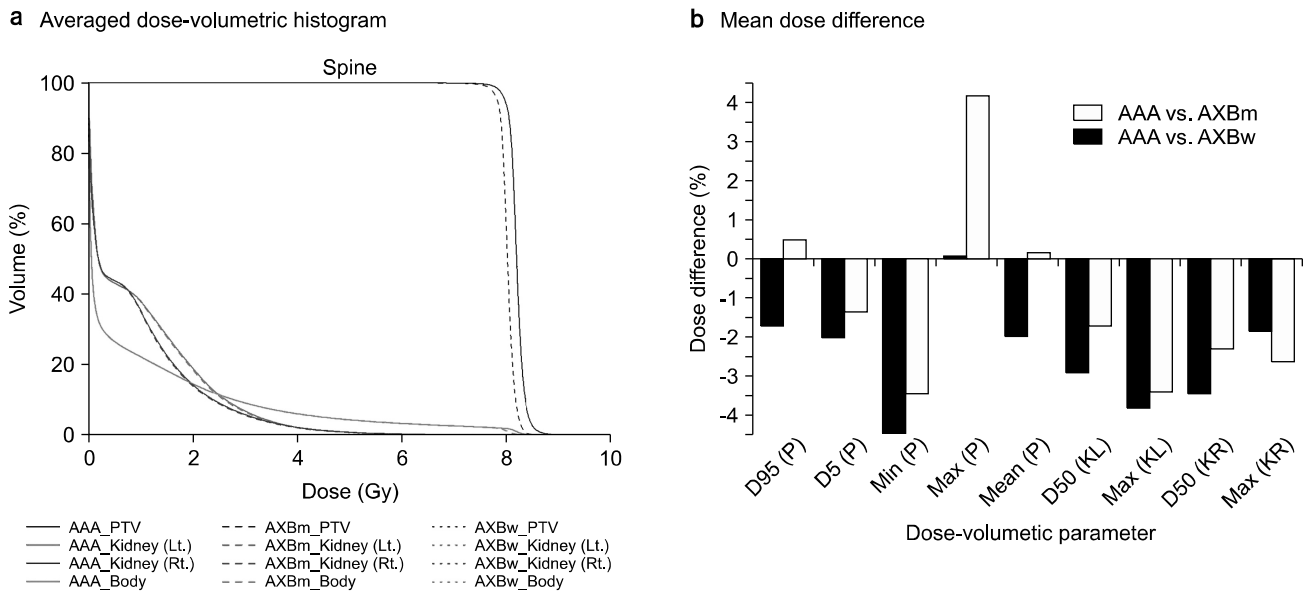 a Averaged dose-volumetric histogram
Spine
100
80
60
40
20
0
Volume (%)
0 2 4 6 8 10
Dose (Gy)
AAA_PTV AXBm_PTV AXBw_PTV
AAA_Kidney (Lt.) AXBm_Kidney (Lt.) AXBw_Kidney (Lt.)
AAA_Kidney (Rt.) AXBm_Kidney (Rt.) AXBw_Kidney (Rt.)
AAA_Body AXBm_Body AXBw_Body
b Mean dose difference
AAA vs. AXBm
AAA vs. AXBw
4
3
2
1
0
-1
-2
-3
-4
Dose difference (%)
D95 (P) D5 (P) Min (P) Max (P) Mean (P) D50 (KL) Max (KL) D50 (KR) Max (KR)
Dose-volumetic parameter